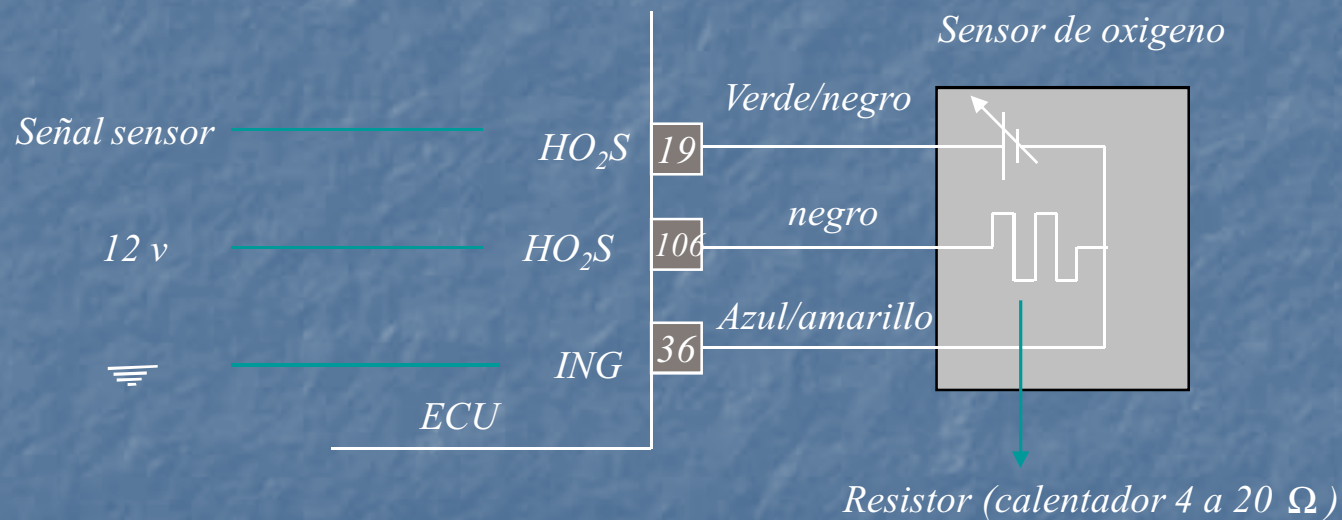 Sensor de oxigeno
Verde/negro
Señal sensor
HO₂S 19
negro
12 v
HO₂S 106
Azul/amarillo
ING 36
ECU
Resistor (calentador 4 a 20 Ω )